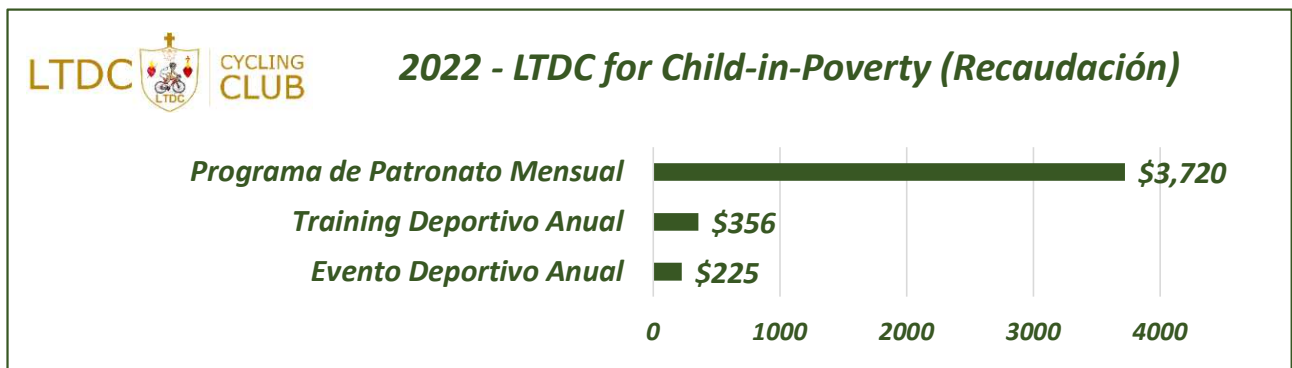 LTDC
LTDC
CYCLING
CLUB
2022 - LTDC for Child-in-Poverty (Recaudación)
Programa de Patronato Mensual $3,720
Training Deportivo Anual $356
Evento Deportivo Anual $225
0 1000 2000 3000 4000